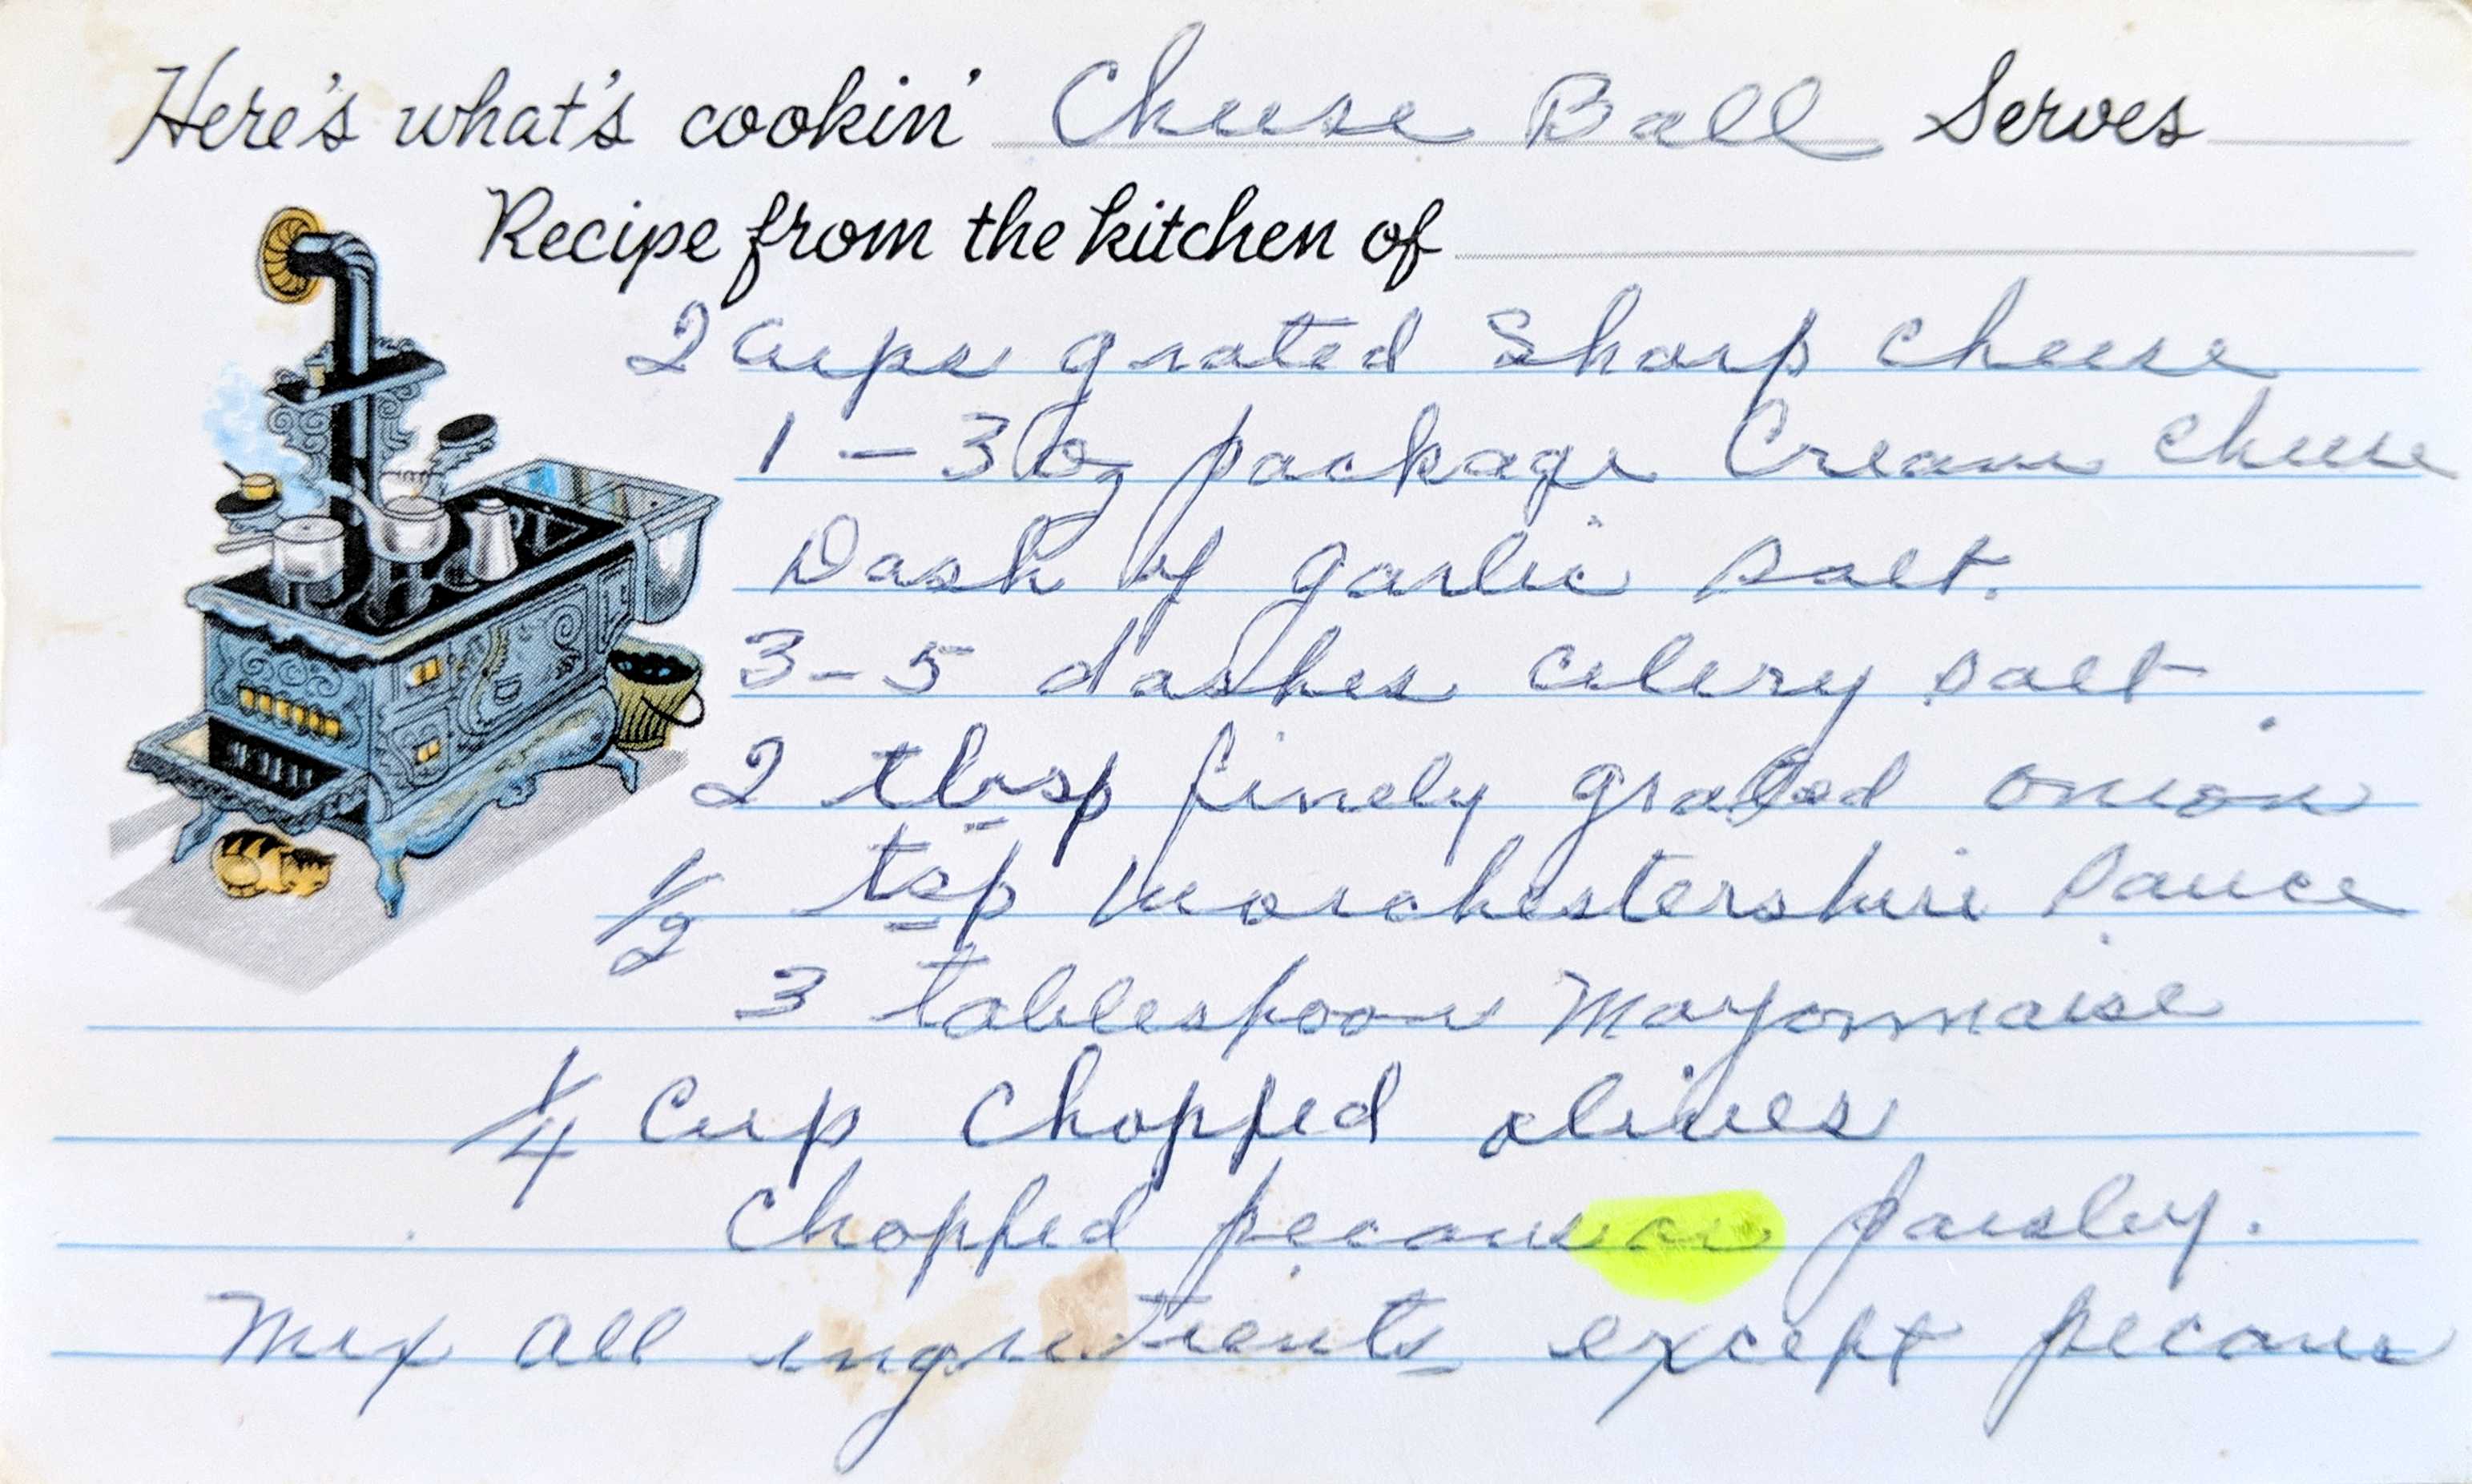 Here's what's cookin' Cheese Ball Serves
Recipe from the kitchen of
2 cups grated Sharp cheese
1 - 3 oz package Cream cheese
Dash of garlic salt.
3-5 dashes celery salt
2 tbsp finely grated onion
1/2 tsp Worchestershire Sauce
3 tablespoon Mayonnaise
1/4 Cup Chopped olives
Chopped pecans or parsley.
Mix all ingredients except pecans